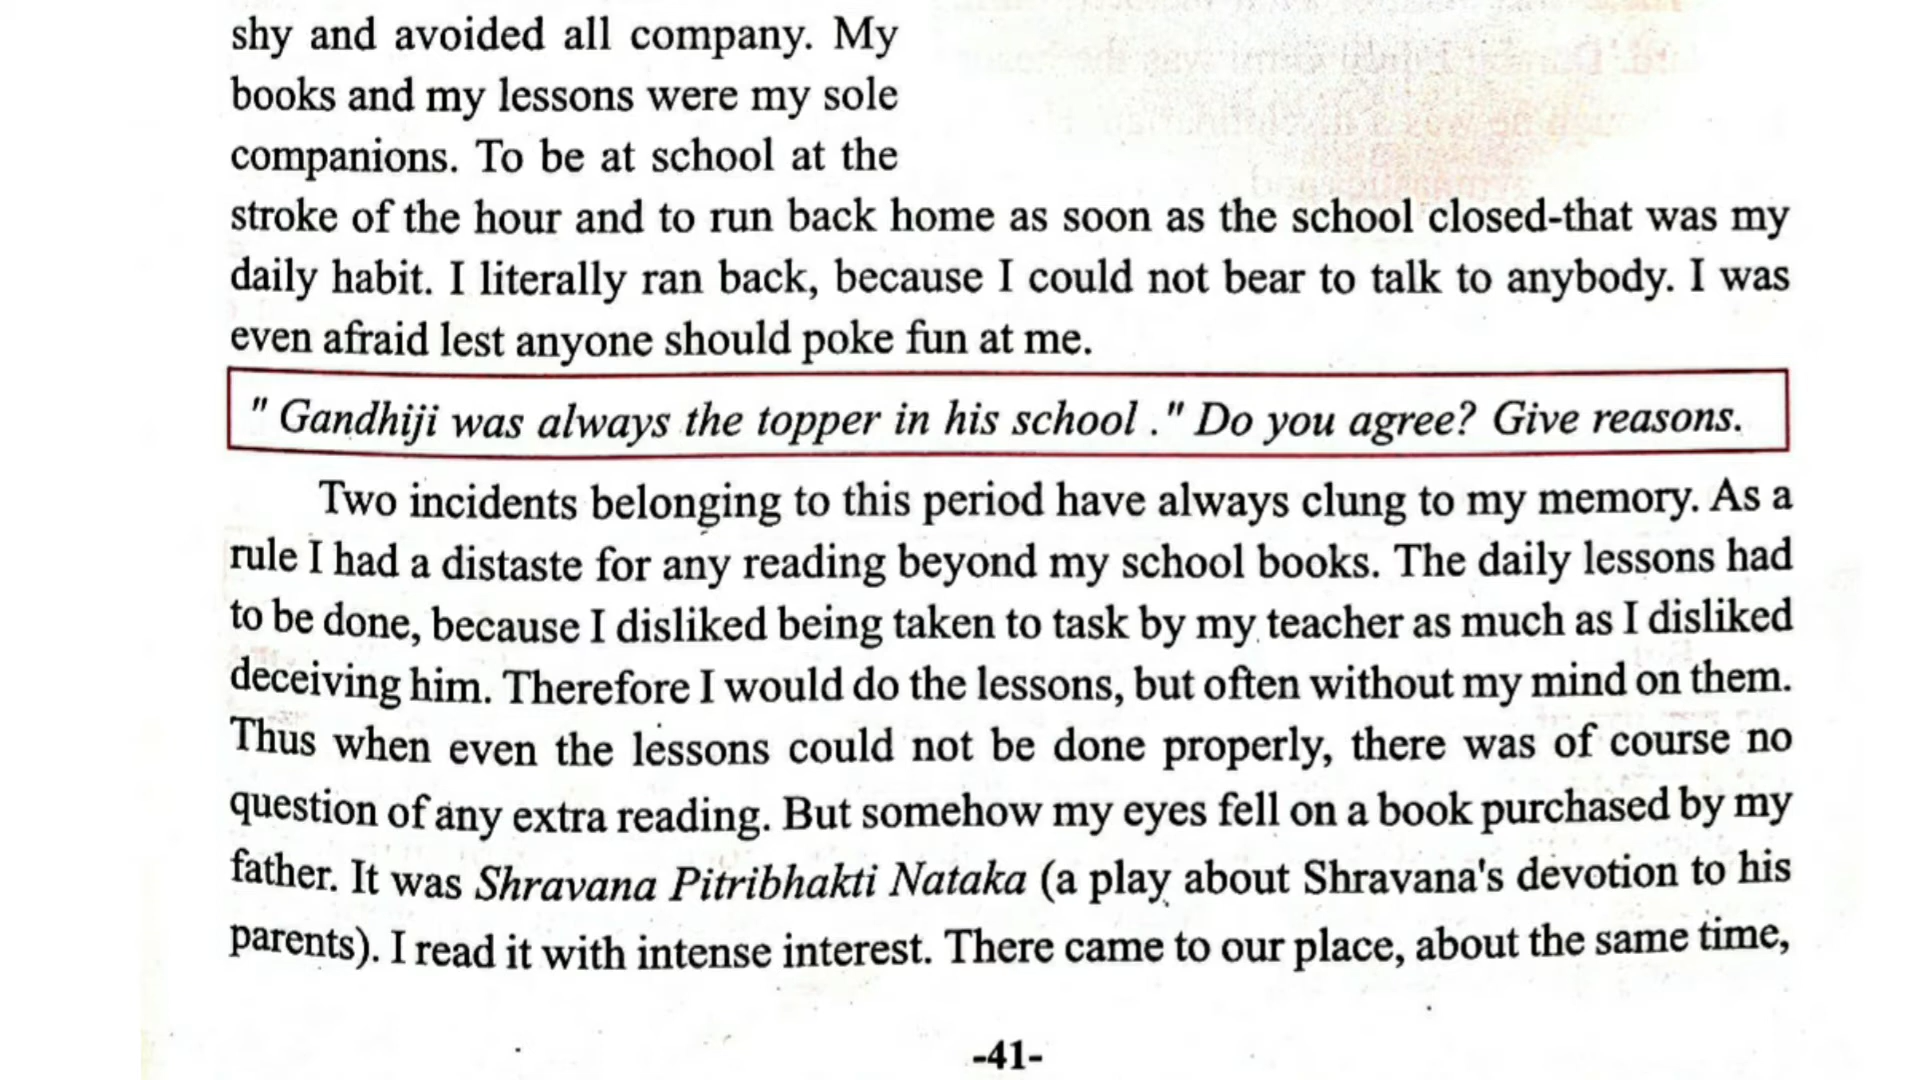 shy and avoided all company. My
books and my lessons were my sole
companions. To be at school at the
stroke of the hour and to run back home as soon as the school closed-that was my
daily habit. I literally ran back, because I could not bear to talk to anybody. I was
even afraid lest anyone should poke fun at me.
" Gandhiji was always the topper in his school ." Do you agree? Give reasons.
Two incidents belonging to this period have always clung to my memory. As a
rule I had a distaste for any reading beyond my school books. The daily lessons had
to be done, because I disliked being taken to task by my teacher as much as I disliked
deceiving him. Therefore I would do the lessons, but often without my mind on them.
Thus when even the lessons could not be done properly, there was of course no
question of any extra reading. But somehow my eyes fell on a book purchased by my
father. It was Shravana Pitribhakti Nataka (a play about Shravana's devotion to his
parents). I read it with intense interest. There came to our place, about the same time,
-41-